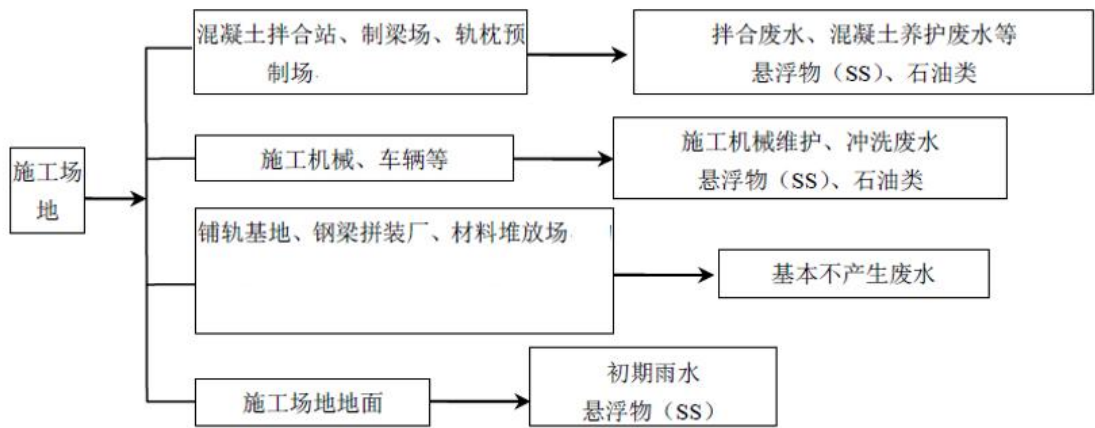 混凝土拌合站、制梁场、轨枕预
制场
拌合废水、混凝土养护废水等
悬浮物（SS）、石油类
施工场
地
施工机械、车辆等
施工机械维护、冲洗废水
悬浮物（SS）、石油类
铺轨基地、钢梁拼装厂、材料堆放场
基本不产生废水
施工场地地面
初期雨水
悬浮物（SS）